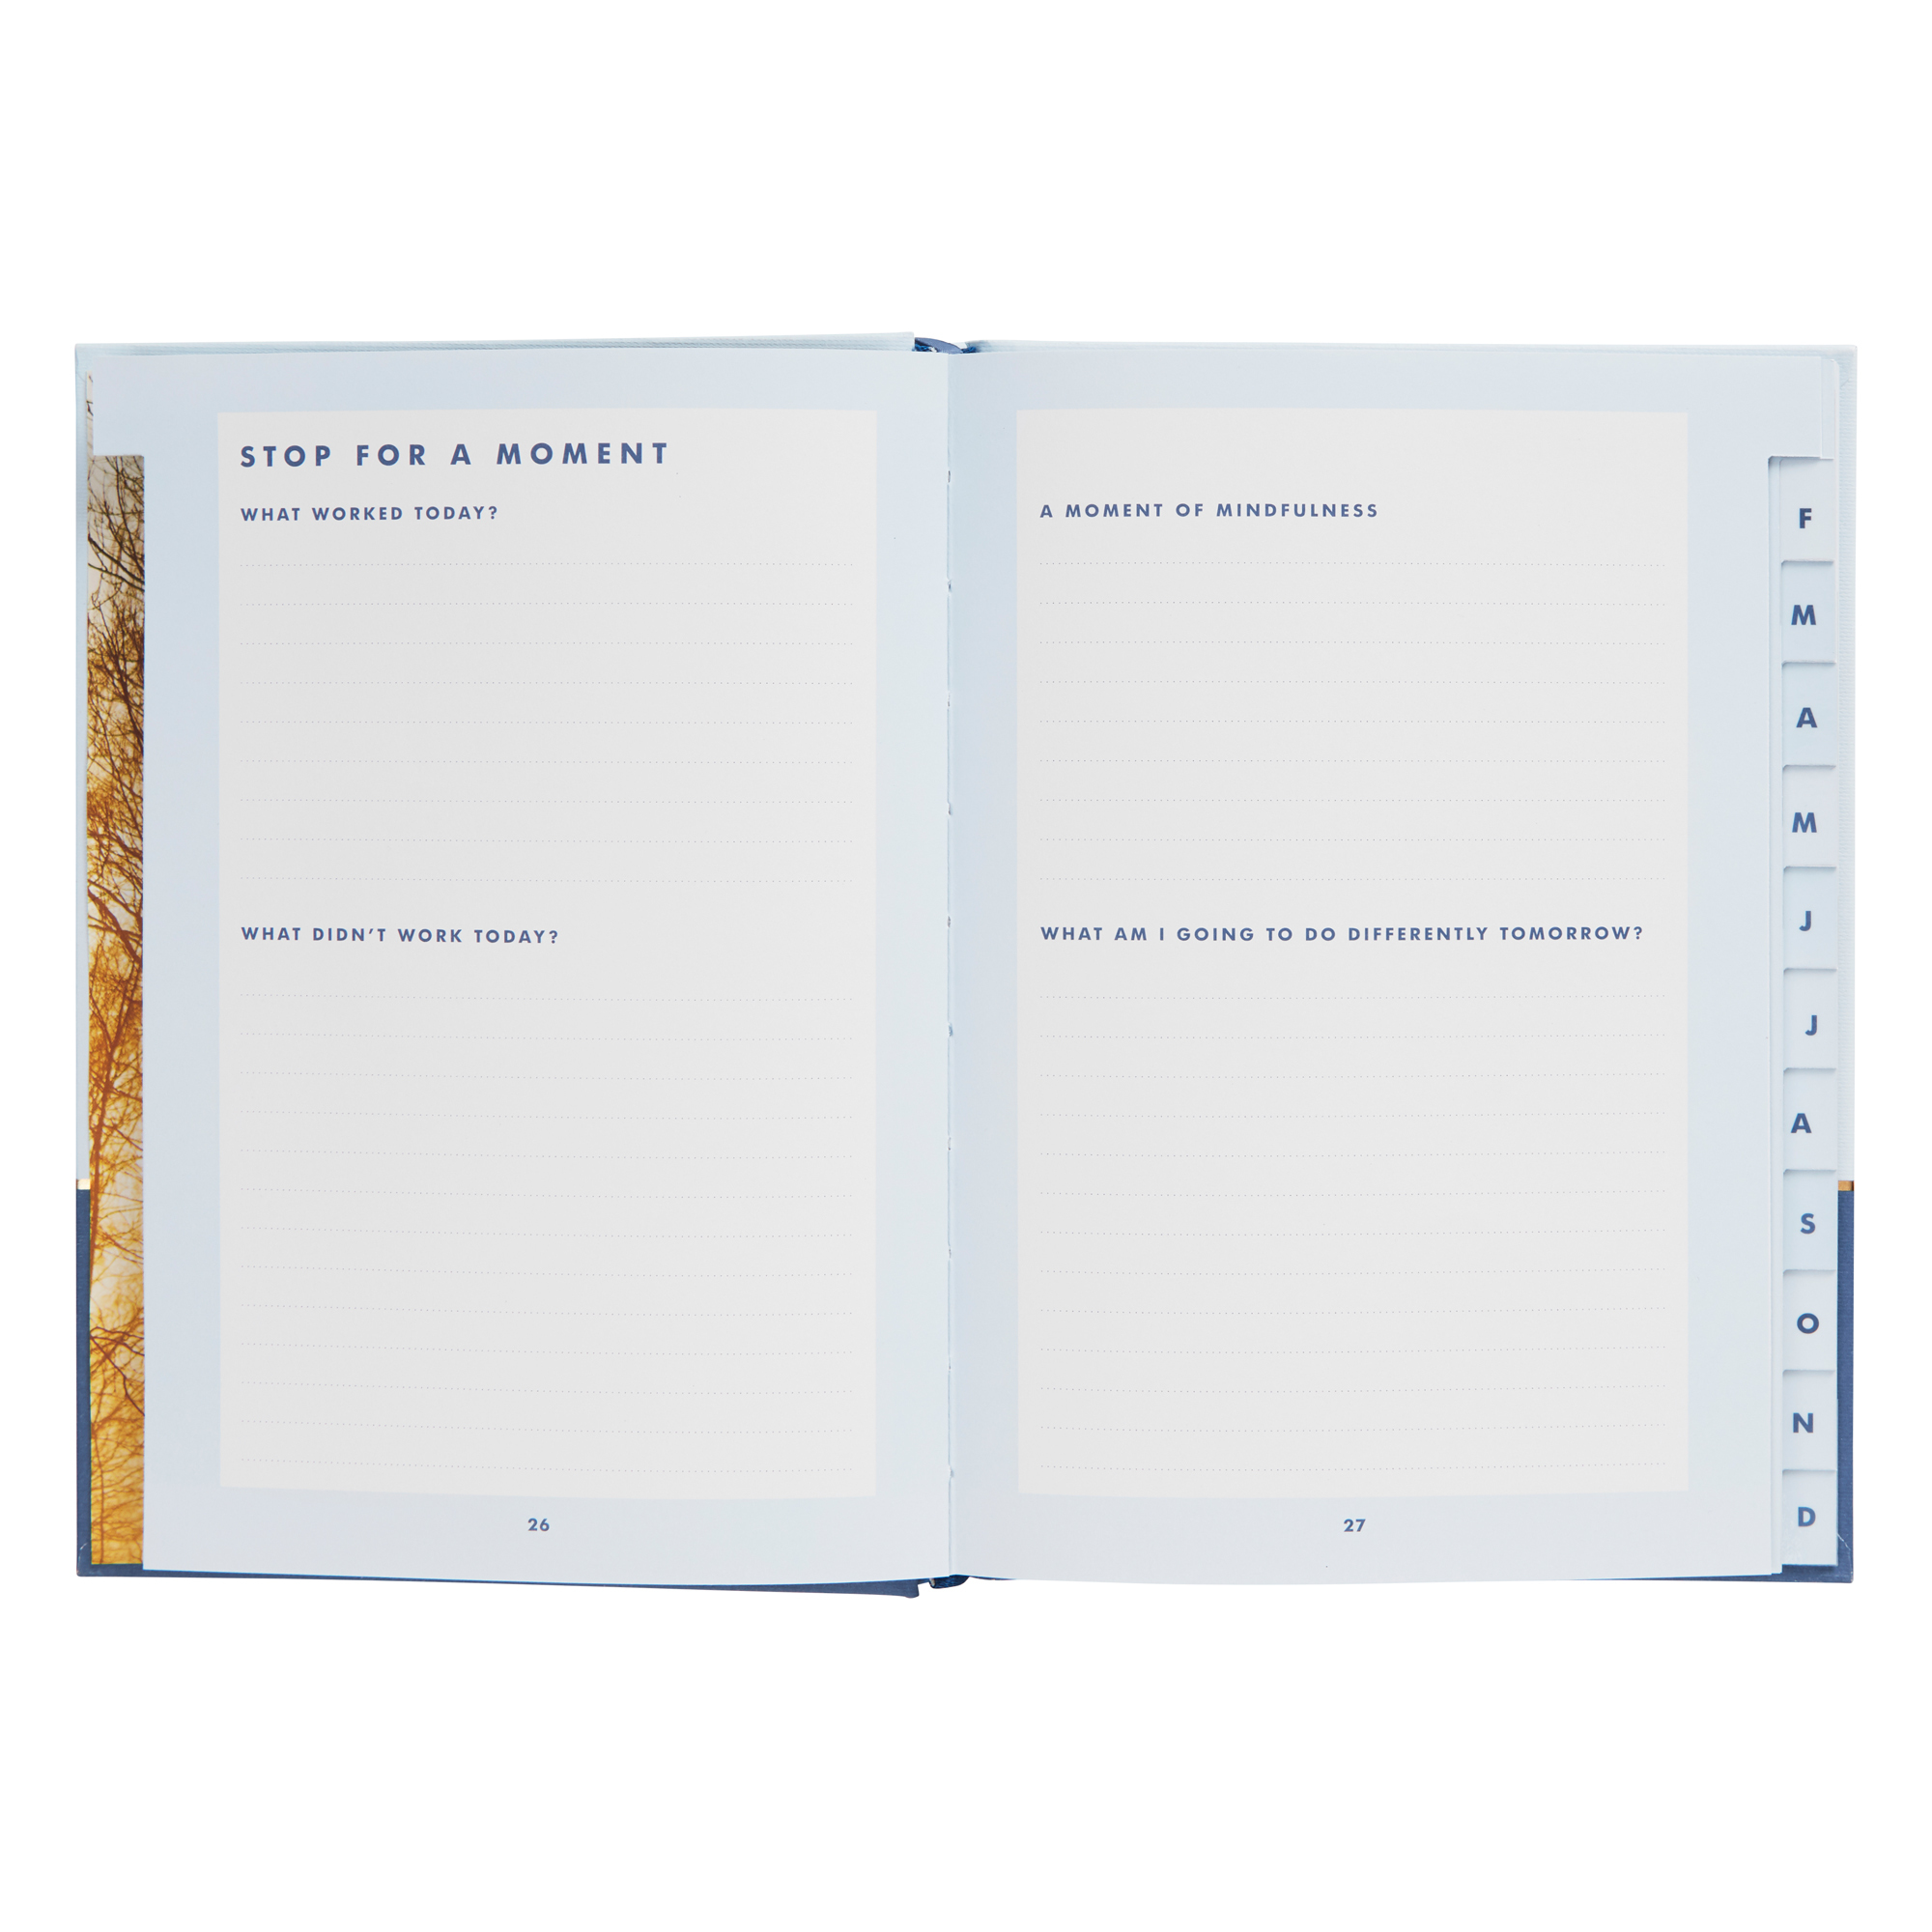 STOP FOR A MOMENT
WHAT WORKED TODAY?
WHAT DIDN'T WORK TODAY?
26
A MOMENT OF MINDFULNESS
WHAT AM I GOING TO DO DIFFERENTLY TOMORROW?
27
F
M
A
M
J
J
A
S
O
N
D